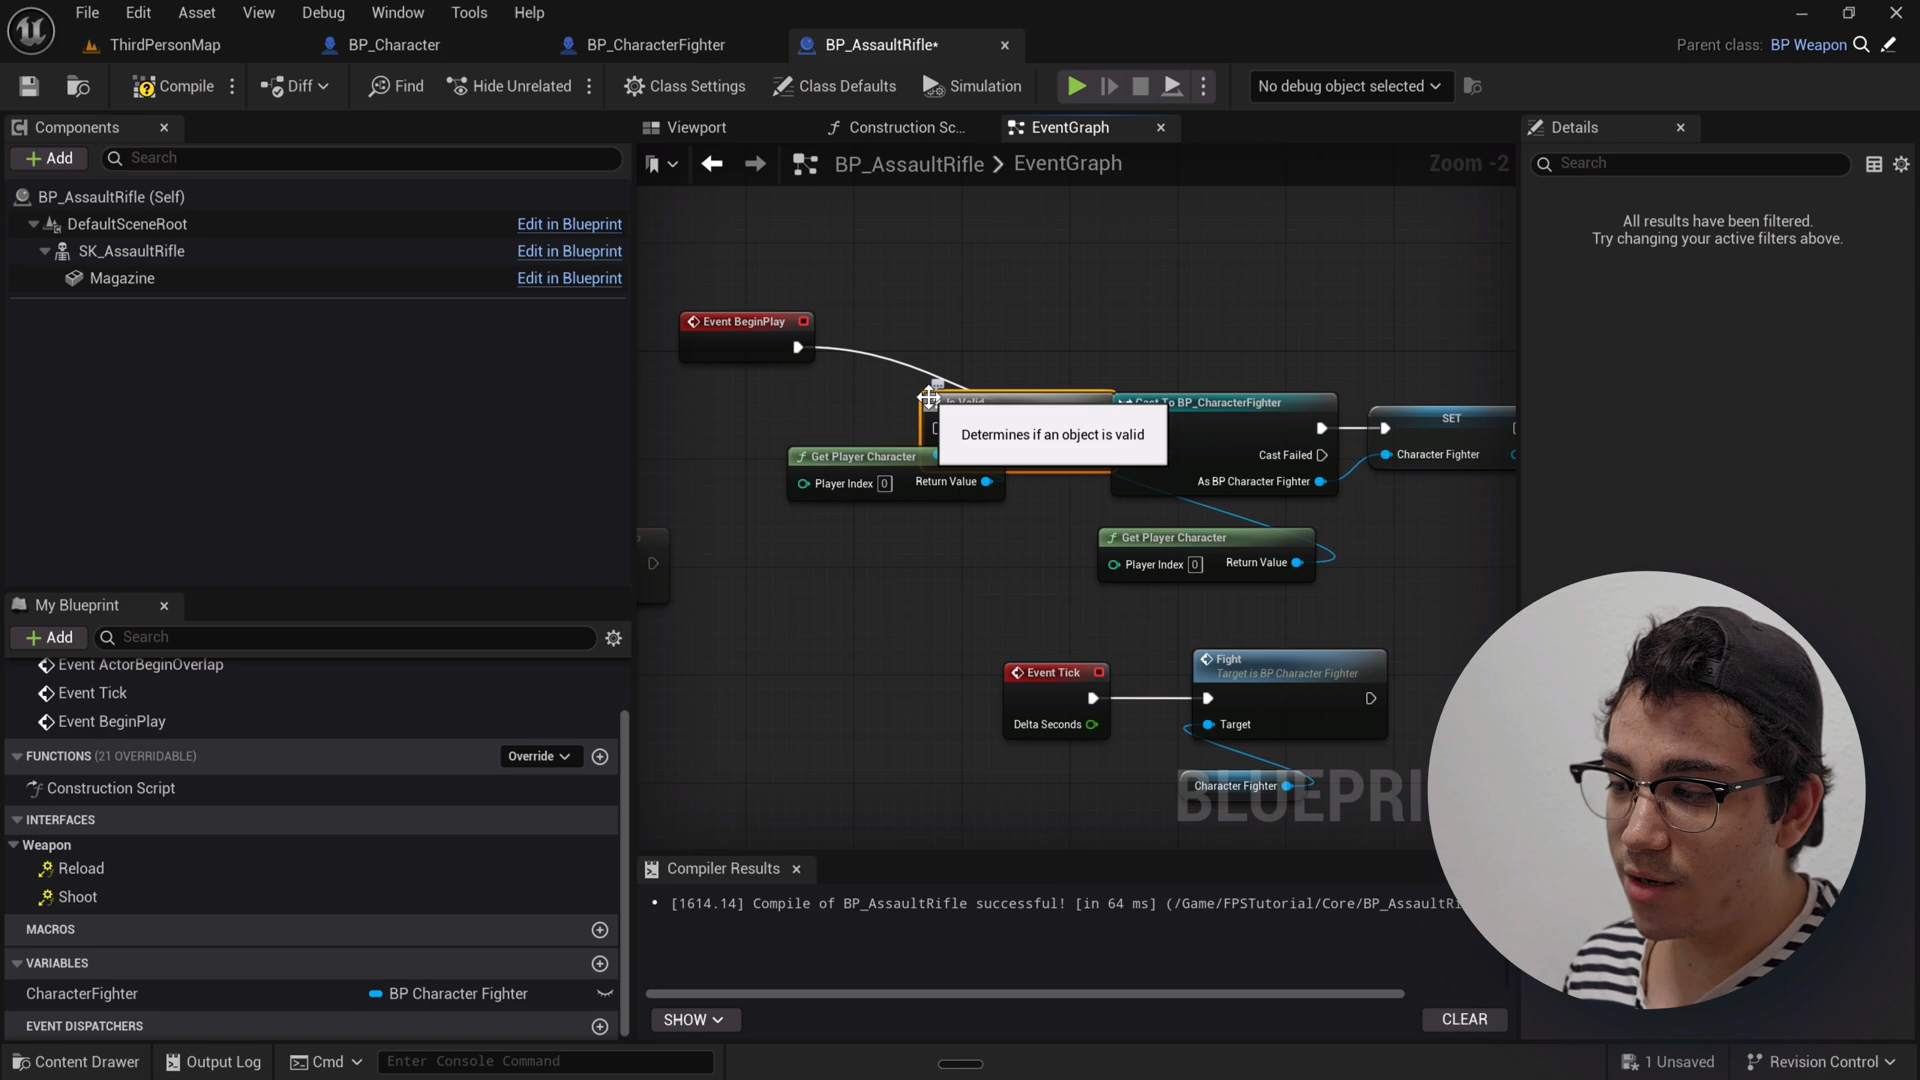 File Edit Asset View Debug Window Tools Help
ThirdPersonMap BP_Character BP_CharacterFighter BP_AssaultRifle*
Parent class: BP Weapon
Compile Diff Find Hide Unrelated Class Settings Class Defaults Simulation No debug object selected
Components
Add Search
BP_AssaultRifle (Self)
DefaultSceneRoot Edit in Blueprint
SK_AssaultRifle Edit in Blueprint
Magazine Edit in Blueprint
Viewport Construction Sc... EventGraph
BP_AssaultRifle > EventGraph Zoom -2
Event BeginPlay
Is Valid
Determines if an object is valid
Get Player Character
Player Index 0 Return Value
Cast To BP_CharacterFighter
Cast Failed
As BP Character Fighter
SET
Character Fighter
Get Player Character
Player Index 0 Return Value
Event Tick
Delta Seconds
Fight
Target is BP Character Fighter
Target
Character Fighter
BLUEPRI
Details
Search
All results have been filtered.
Try changing your active filters above.
My Blueprint
Add Search
Event ActorBeginOverlap
Event Tick
Event BeginPlay
FUNCTIONS (21 OVERRIDABLE) Override
Construction Script
INTERFACES
Weapon
Reload
Shoot
MACROS
VARIABLES
CharacterFighter BP Character Fighter
EVENT DISPATCHERS
Compiler Results
[1614.14] Compile of BP_AssaultRifle successful! [in 64 ms] (/Game/FPSTutorial/Core/BP_AssaultRi
SHOW CLEAR
Content Drawer Output Log Cmd Enter Console Command 1 Unsaved Revision Control